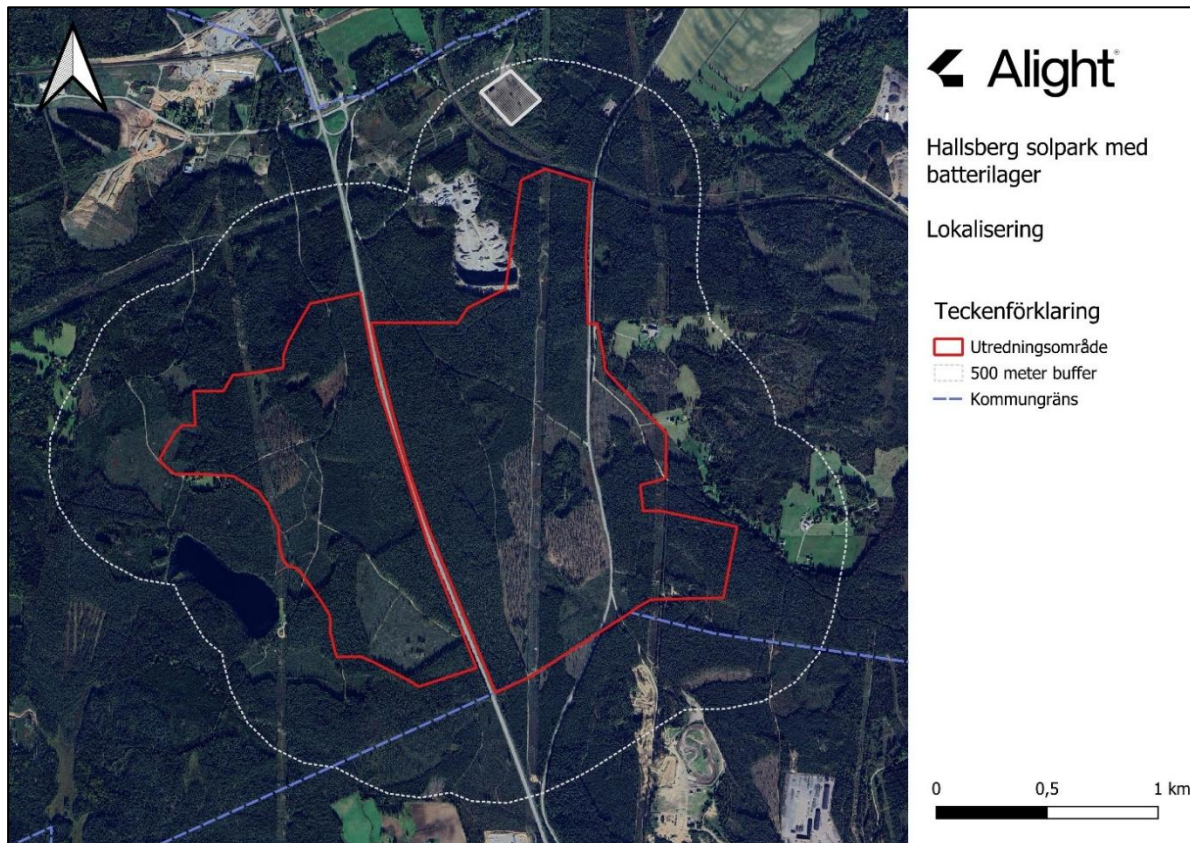 Alight®
Hallsberg solpark med
batterilager
Lokalisering
Teckenförklaring
Utredningsområde
500 meter buffer
Kommungräns
0 0,5 1 km